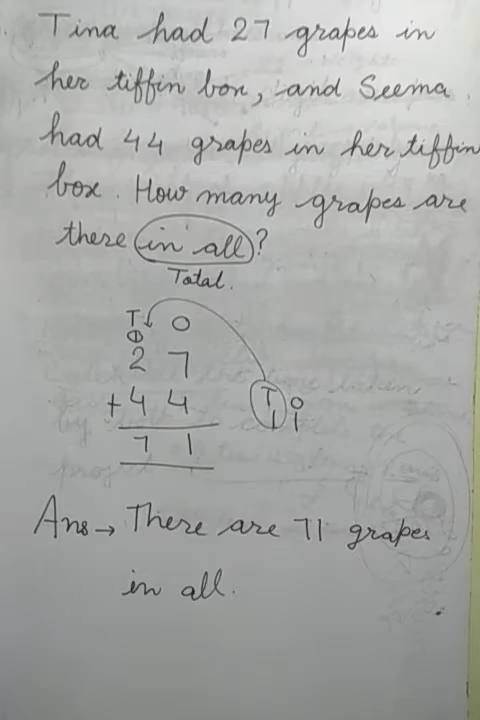 Tina had 27 grapes in
her tiffin box, and Seema
had 44 grapes in her tiffin
box. How many grapes are
there in all?
Total.
T O
1
2 7
+ 4 4
7 1
T O
1 1
Ans → There are 71 grapes
in all.